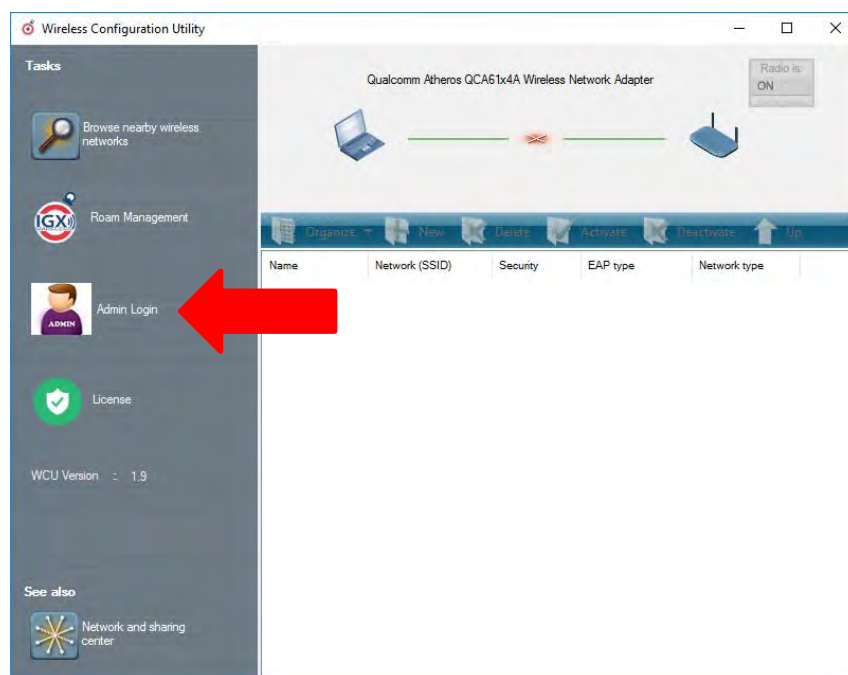 Wireless Configuration Utility
Tasks
Qualcomm Atheros QCA61x4A Wireless Network Adapter
Radio is:
ON
Browse nearby wireless
networks
IGX
Roam Management
Organize New Delete Activate Deactivate Up
Name Network (SSID) Security EAP type Network type
ADMIN
Admin Login
License
WCU Version : 1.9
See also
Network and sharing
center